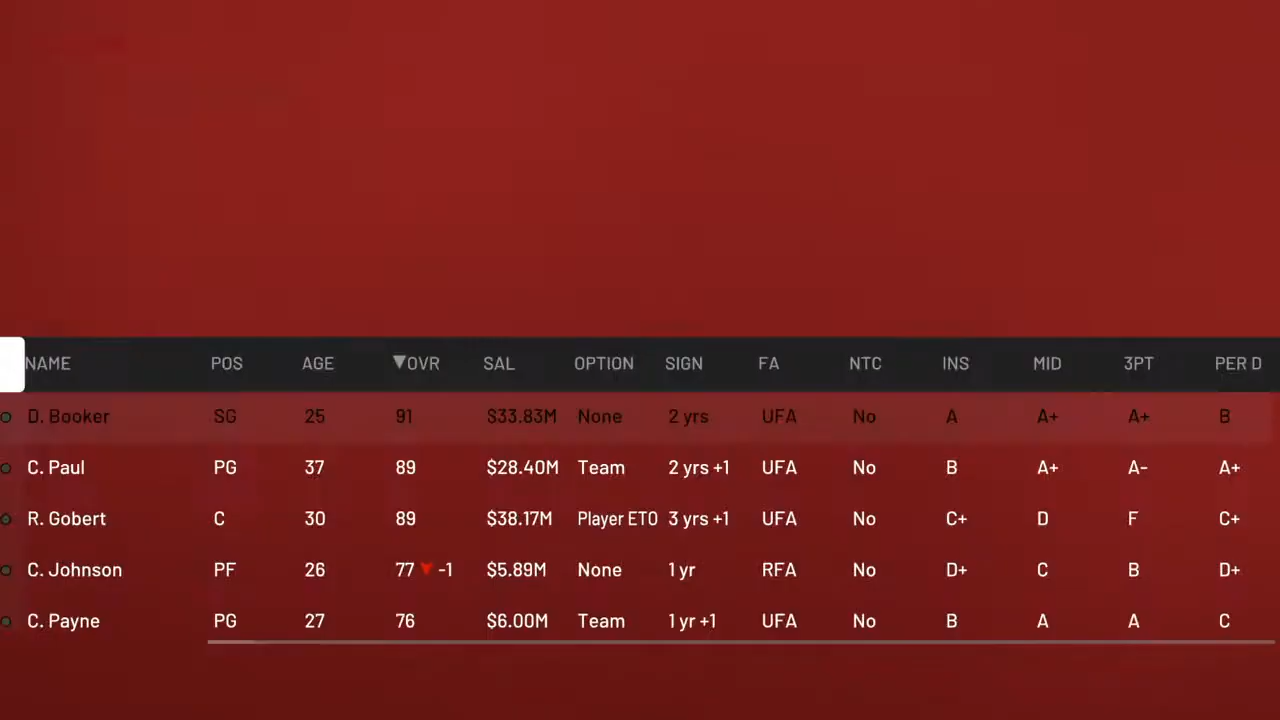 NAME POS AGE ▼OVR SAL OPTION SIGN FA NTC INS MID 3PT PER D
D. Booker SG 25 91 $33.83M None 2 yrs UFA No A A+ A+ B
C. Paul PG 37 89 $28.40M Team 2 yrs +1 UFA No B A+ A- A+
R. Gobert C 30 89 $38.17M Player ETO 3 yrs +1 UFA No C+ D F C+
C. Johnson PF 26 77 -1 $5.89M None 1 yr RFA No D+ C B D+
C. Payne PG 27 76 $6.00M Team 1 yr +1 UFA No B A A C